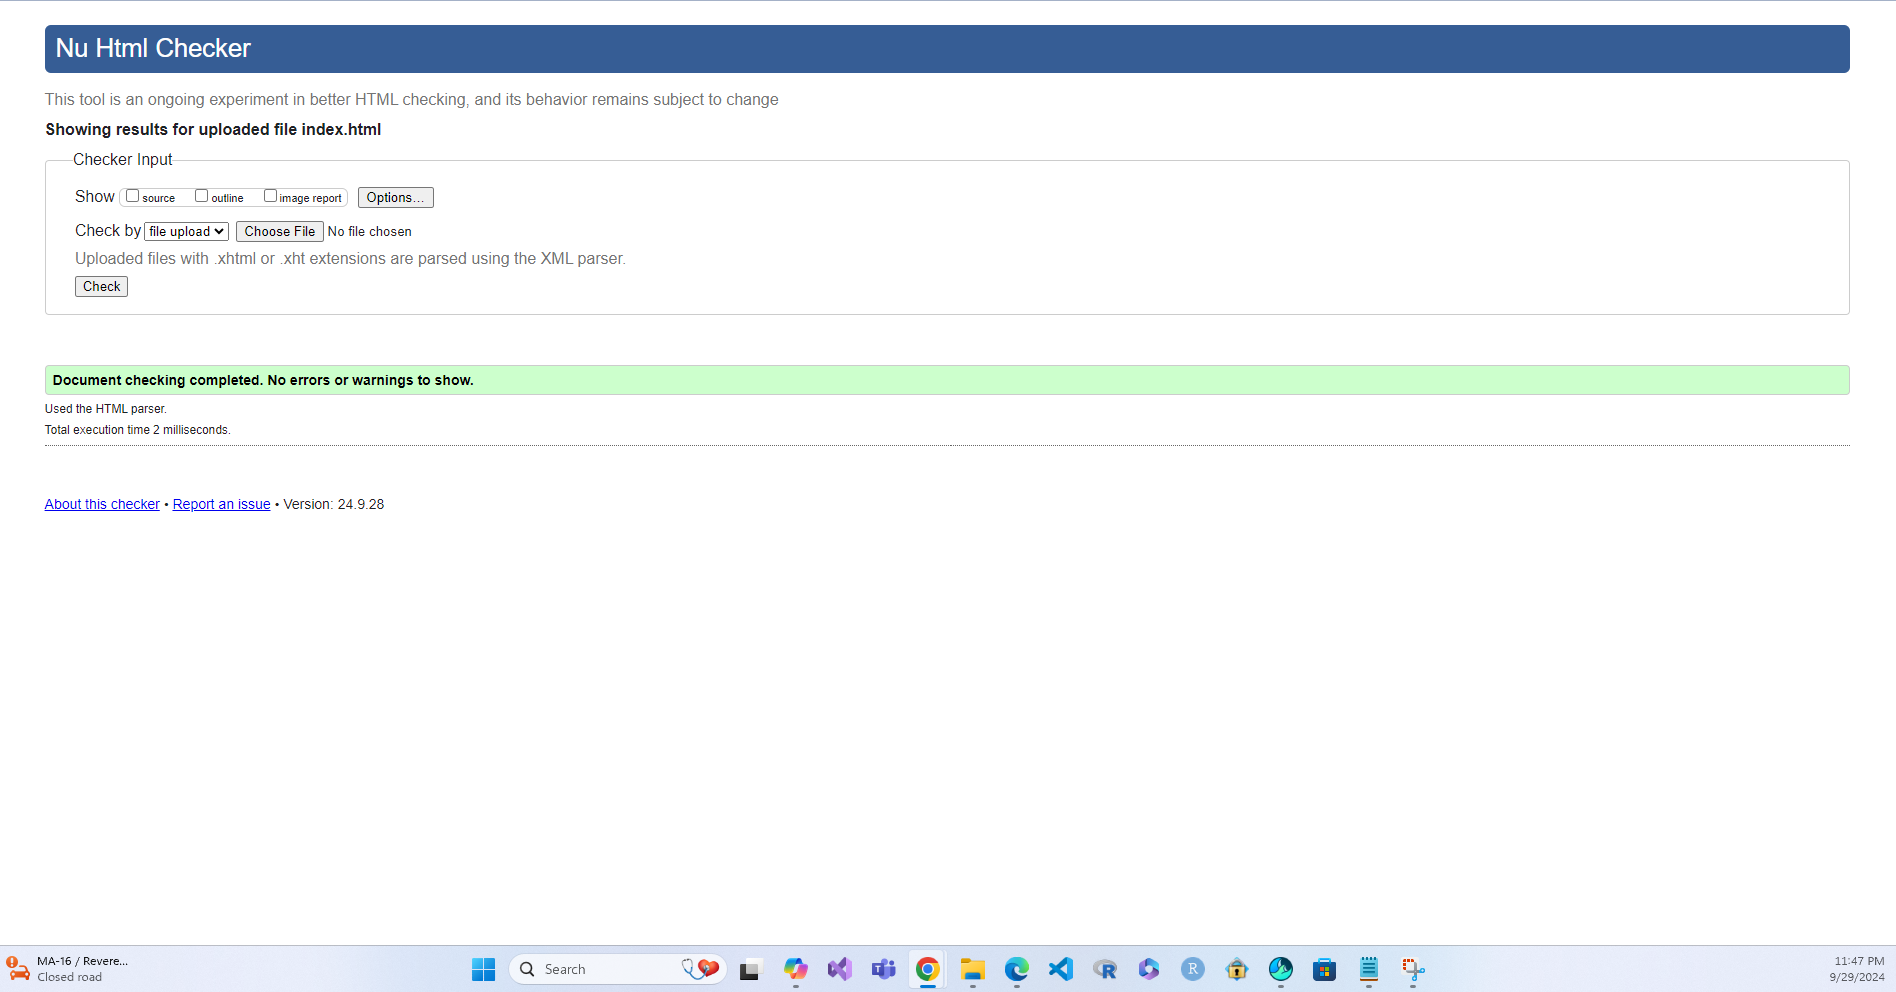 Nu Html Checker
This tool is an ongoing experiment in better HTML checking, and its behavior remains subject to change
Showing results for uploaded file index.html
Checker Input
Show source outline image report Options...
Check by file upload Choose File No file chosen
Uploaded files with .xhtml or .xht extensions are parsed using the XML parser.
Check
Document checking completed. No errors or warnings to show.
Used the HTML parser.
Total execution time 2 milliseconds.
About this checker • Report an issue • Version: 24.9.28
MA-16 / Revere...
Closed road
Search
11:47 PM
9/29/2024